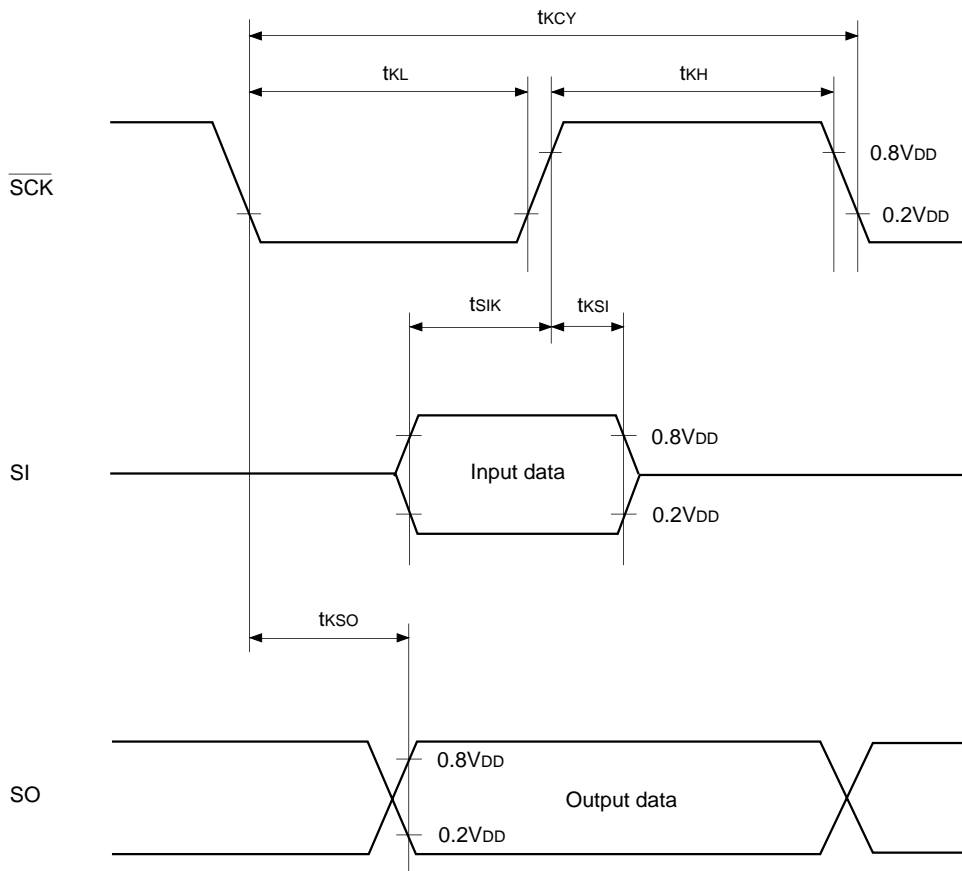 tKCY
tKL tKH
0.8VDD
SCK
0.2VDD
tSIK tKSI
0.8VDD
SI Input data
0.2VDD
tKSO
0.8VDD
SO Output data
0.2VDD